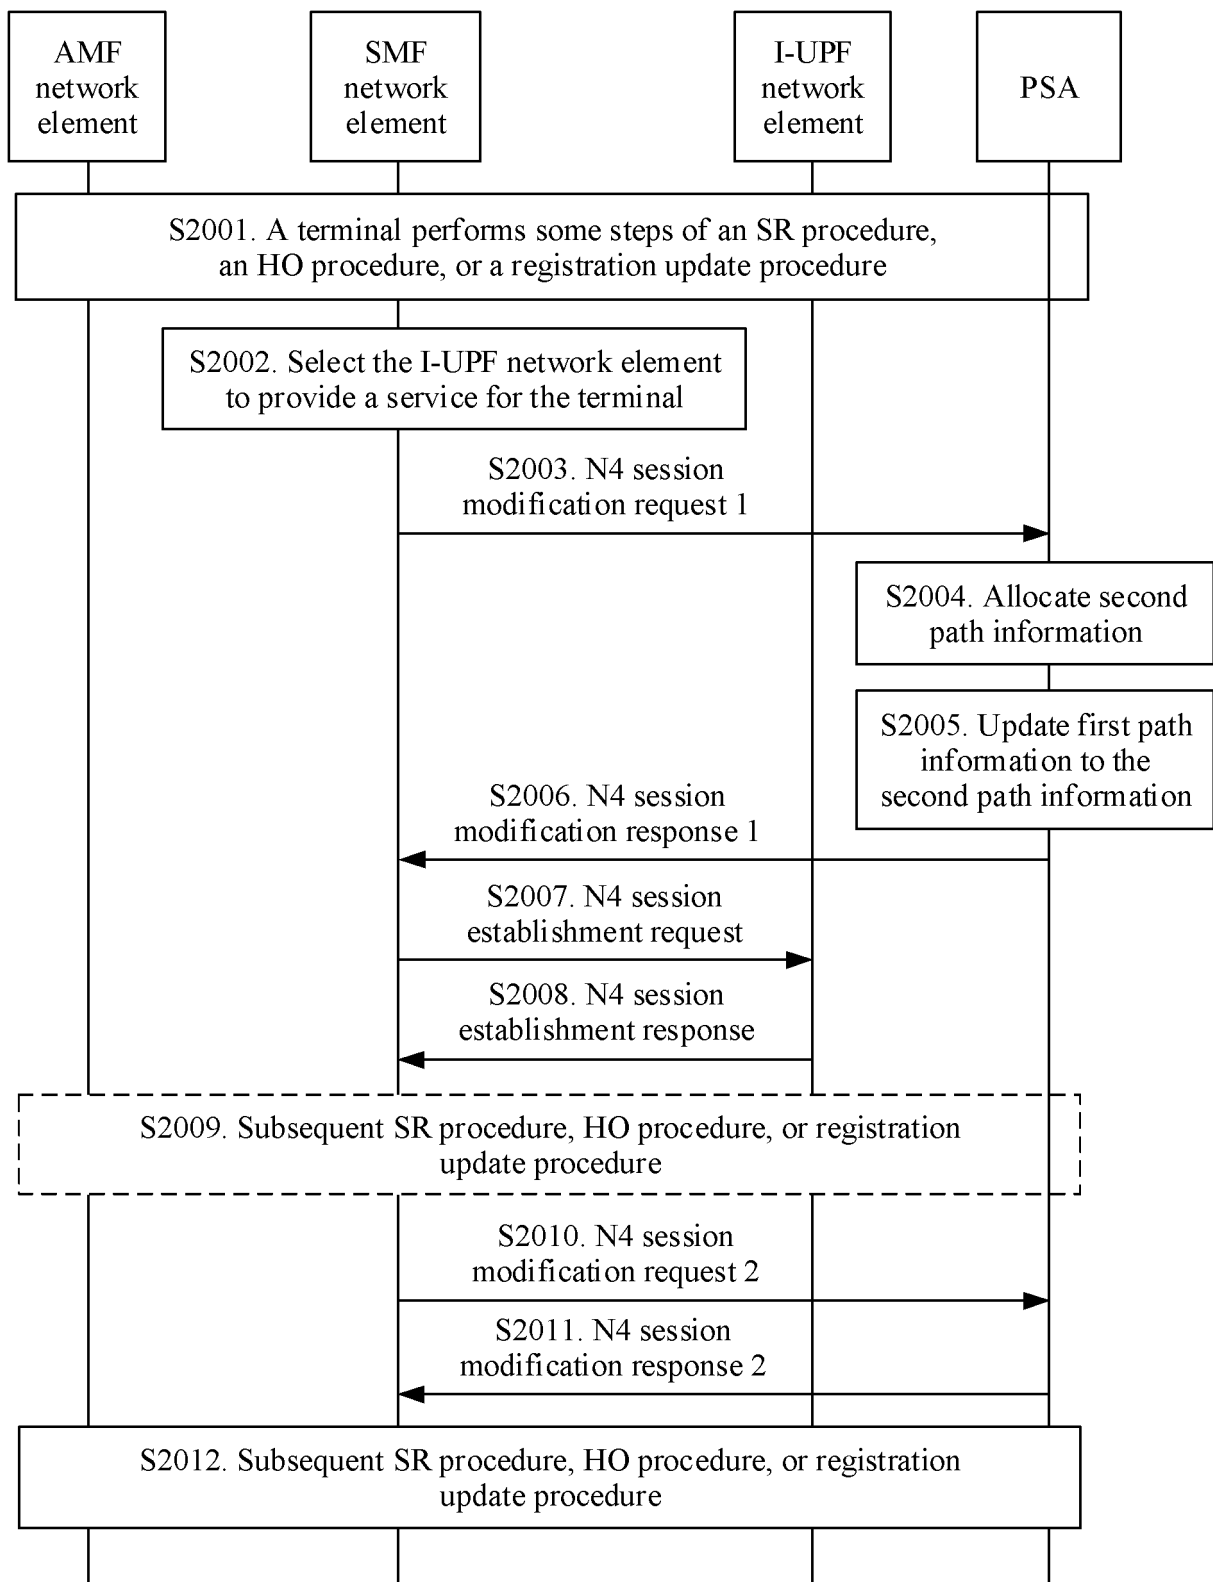 AMF
network
element
SMF
network
element
I-UPF
network
element
PSA
S2001. A terminal performs some steps of an SR procedure,
an HO procedure, or a registration update procedure
S2002. Select the I-UPF network element
to provide a service for the terminal
S2003. N4 session
modification request 1
S2004. Allocate second
path information
S2005. Update first path
information to the
second path information
S2006. N4 session
modification response 1
S2007. N4 session
establishment request
S2008. N4 session
establishment response
S2009. Subsequent SR procedure, HO procedure, or registration
update procedure
S2010. N4 session
modification request 2
S2011. N4 session
modification response 2
S2012. Subsequent SR procedure, HO procedure, or registration
update procedure